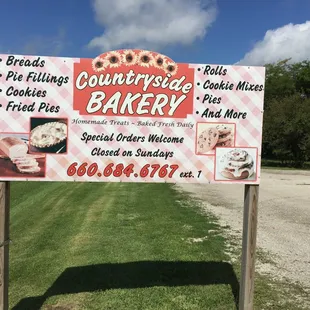 • Breads
• Pie Fillings
• Cookies
• Fried Pies
Countryside
BAKERY
Homemade Treats ~ Baked Fresh Daily
Special Orders Welcome
Closed on Sundays
660.684.6767 ext. 1
• Rolls
• Cookie Mixes
• Pies
• And More